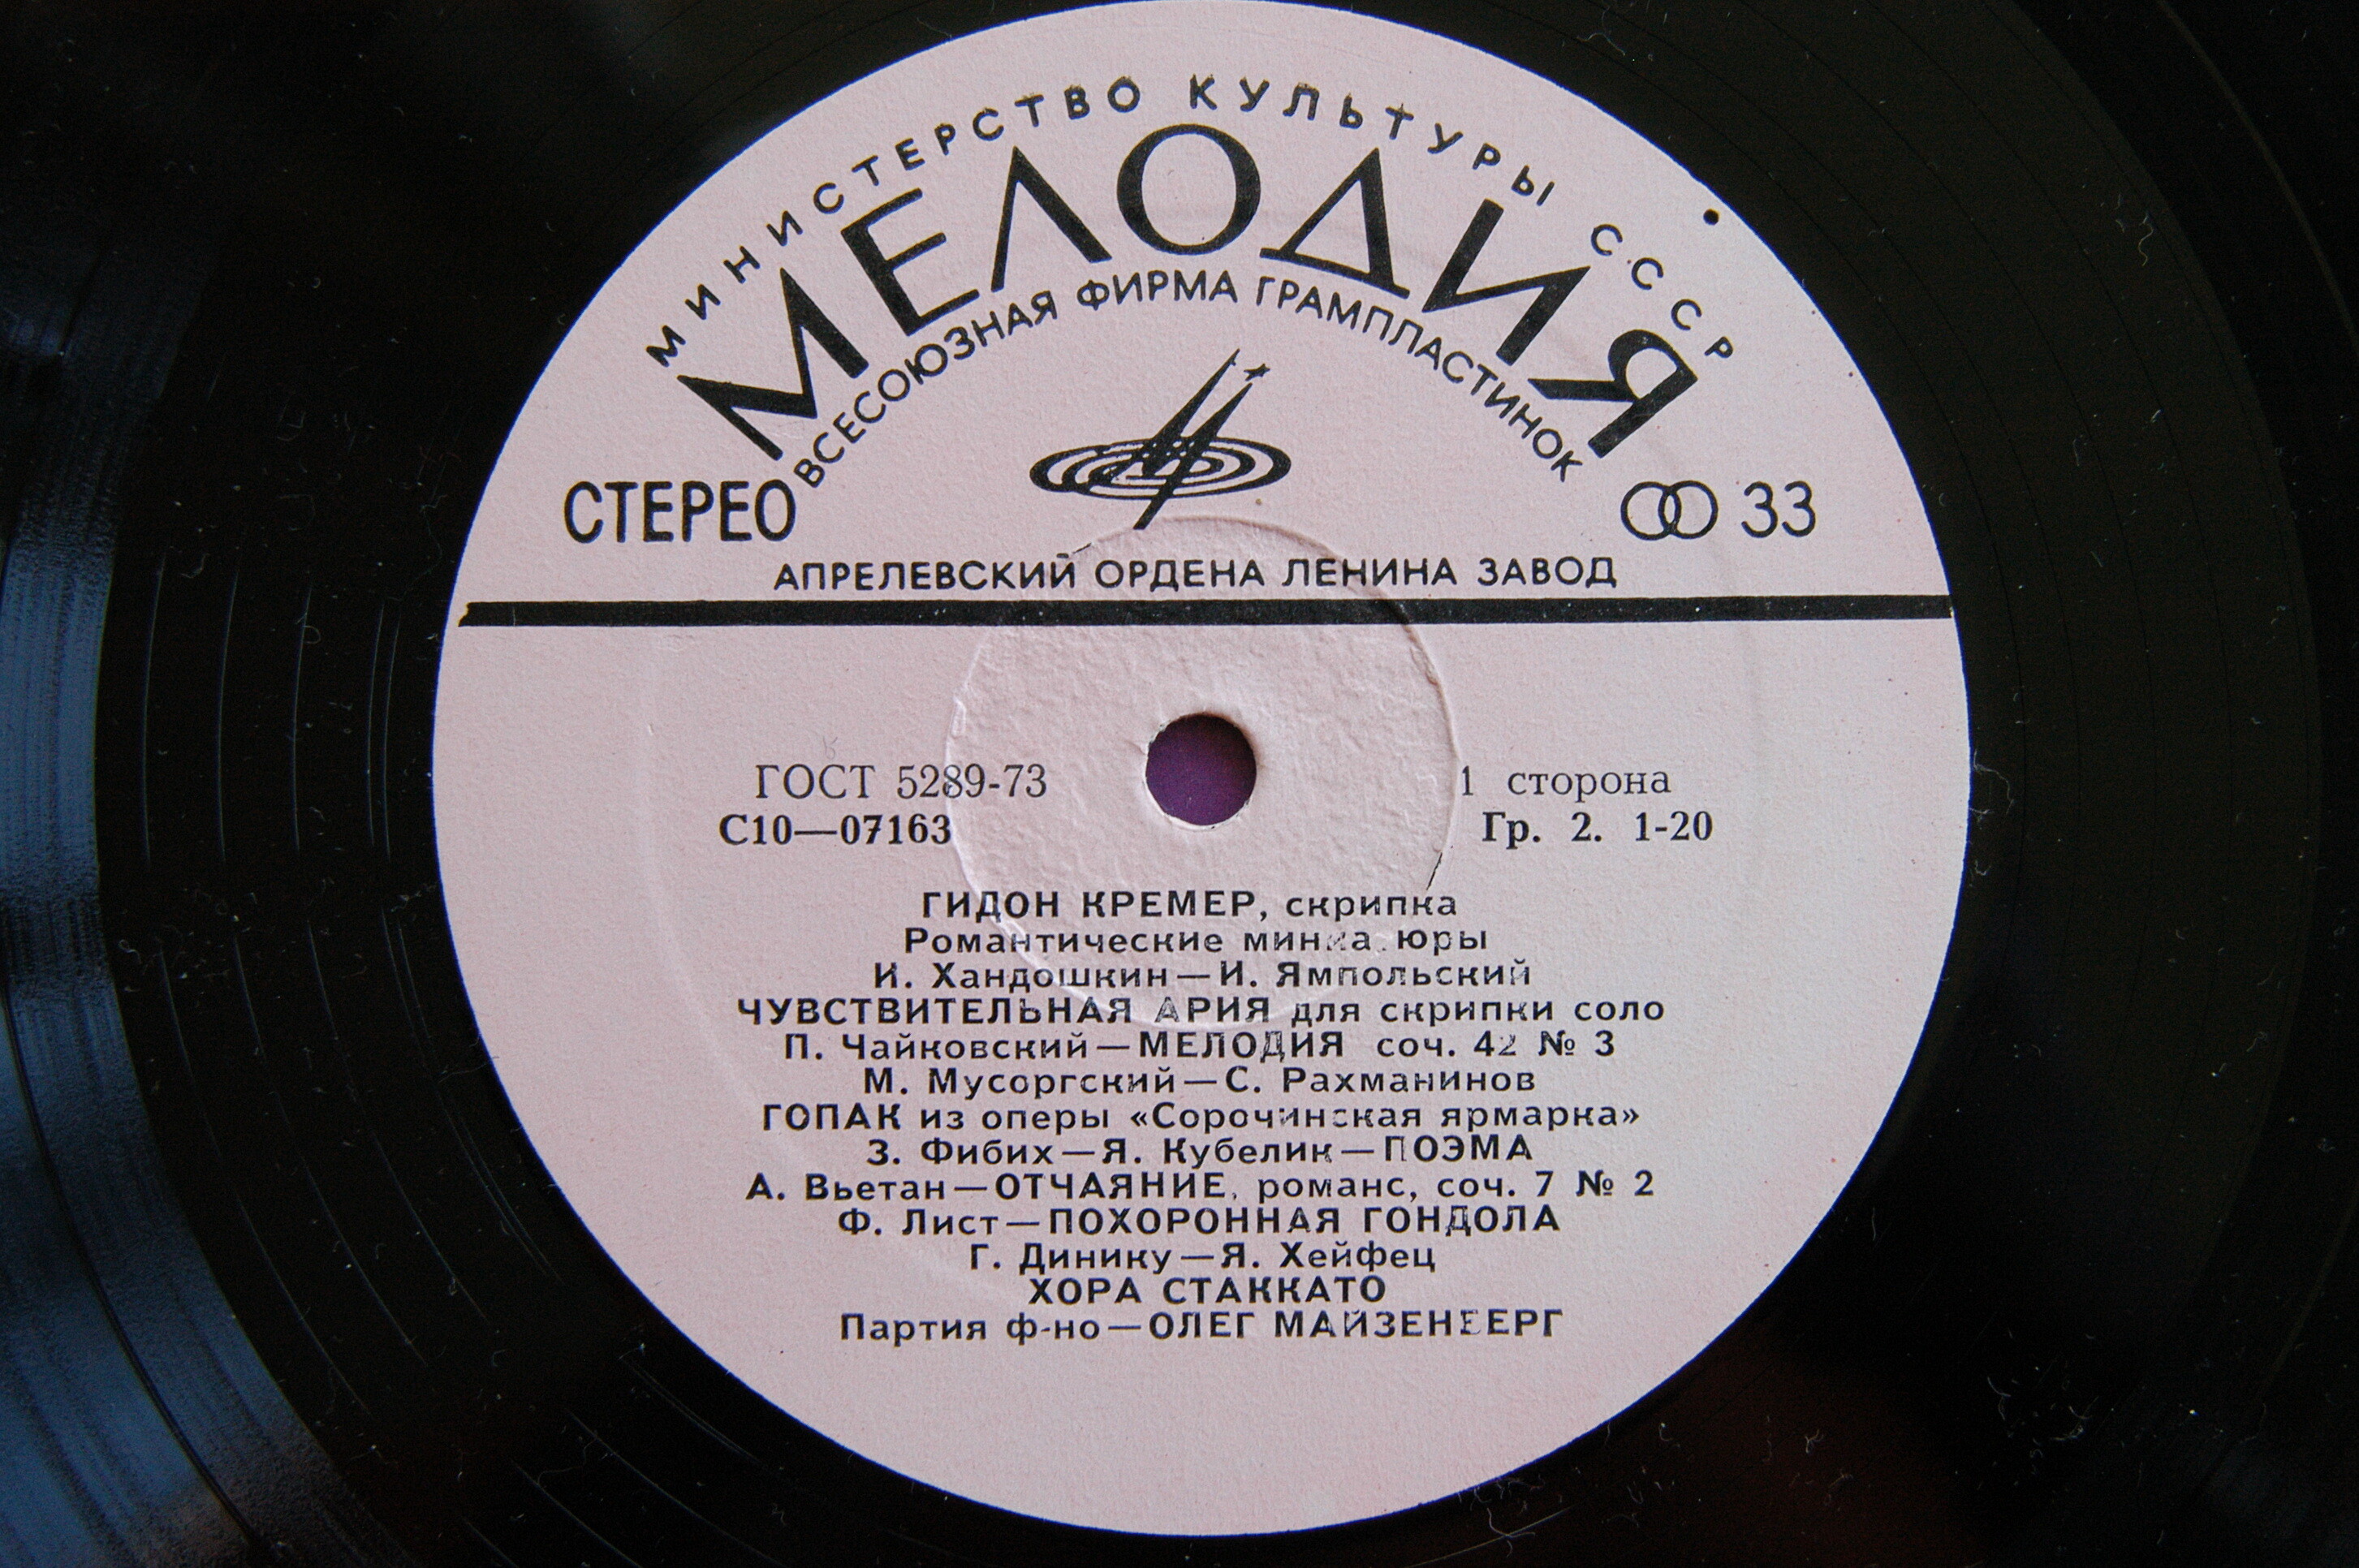 МИНИСТЕРСТВО КУЛЬТУРЫ СССР
МЕЛОДИЯ
ВСЕСОЮЗНАЯ ФИРМА ГРАМПЛАСТИНОК
СТЕРЕО 33
АПРЕЛЕВСКИЙ ОРДЕНА ЛЕНИНА ЗАВОД
ГОСТ 5289-73 1 сторона
С10—07163 Гр. 2. 1-20
ГИДОН КРЕМЕР, скрипка
Романтические миниатюры
И. Хандошкин—И. Ямпольский
ЧУВСТВИТЕЛЬНАЯ АРИЯ для скрипки соло
П. Чайковский—МЕЛОДИЯ соч. 42 № 3
М. Мусоргский—С. Рахманинов
ГОПАК из оперы «Сорочинская ярмарка»
З. Фибих—Я. Кубелик—ПОЭМА
А. Вьетан—ОТЧАЯНИЕ, романс, соч. 7 № 2
Ф. Лист—ПОХОРОННАЯ ГОНДОЛА
Г. Динику—Я. Хейфец
ХОРА СТАККАТО
Партия ф-но—ОЛЕГ МАЙЗЕНБЕРГ